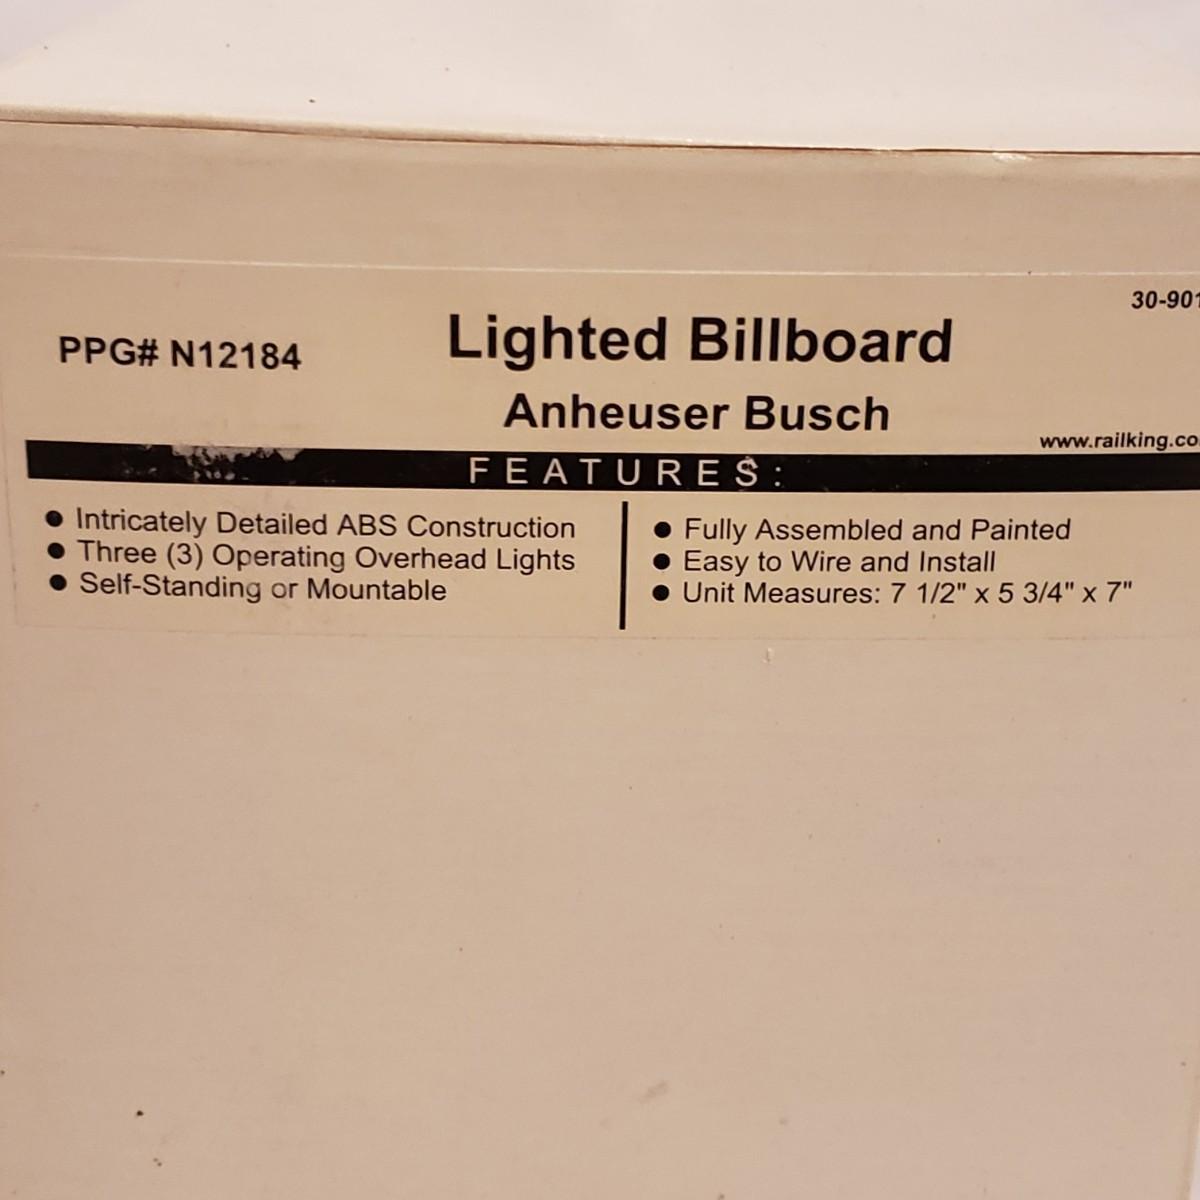 30-901
Lighted Billboard
PPG# N12184
Anheuser Busch
www.railking.co
FEATURES:
● Intricately Detailed ABS Construction
● Three (3) Operating Overhead Lights
● Self-Standing or Mountable
● Fully Assembled and Painted
● Easy to Wire and Install
● Unit Measures: 7 1/2" x 5 3/4" x 7"